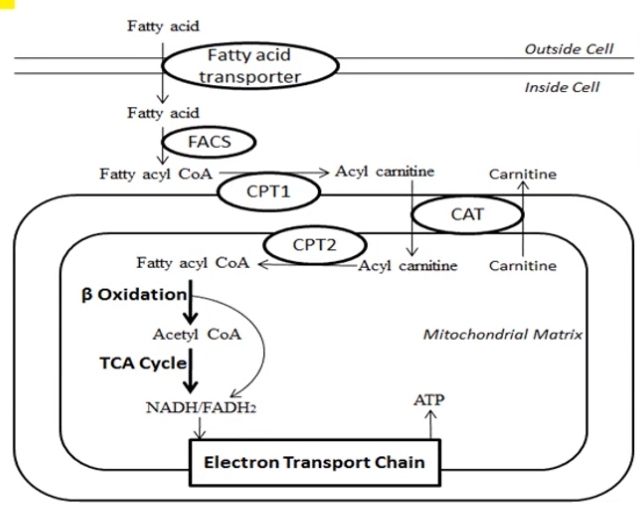 Fatty acid
Outside Cell
Fatty acid
transporter
Inside Cell
Fatty acid
FACS
Fatty acyl CoA
Acyl carnitine
Carnitine
CPT1
CAT
CPT2
Fatty acyl CoA
Acyl carnitine
Carnitine
β Oxidation
Acetyl CoA
Mitochondrial Matrix
TCA Cycle
NADH/FADH2
ATP
Electron Transport Chain